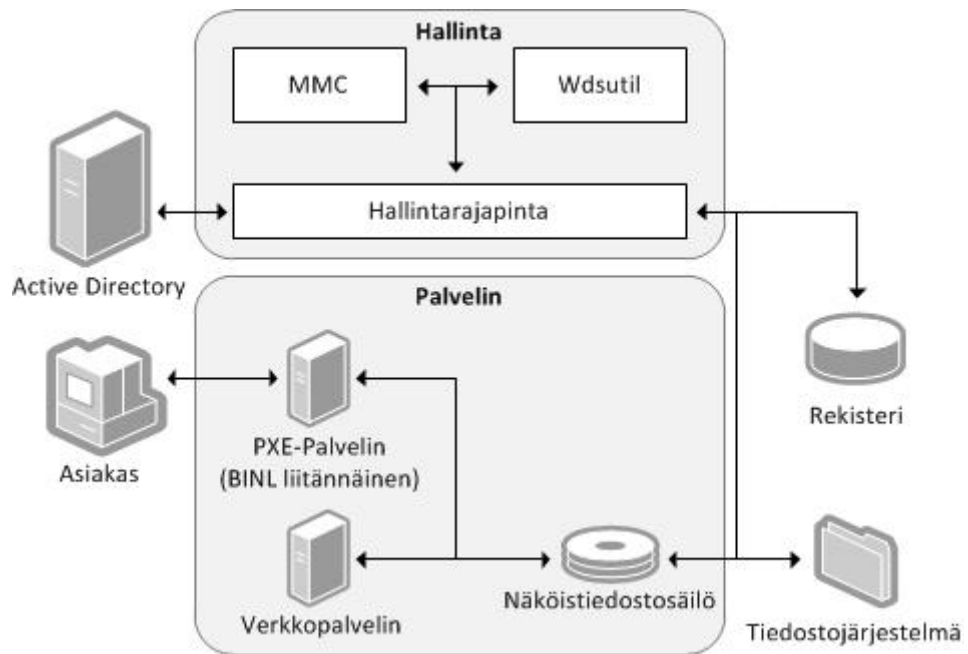 Hallinta
MMC
Wdsutil
Hallintarajapinta
Active Directory
Palvelin
Asiakas
PXE-Palvelin
(BINL liitännäinen)
Rekisteri
Verkkopalvelin
Näköistiedostosäilö
Tiedostojärjestelmä